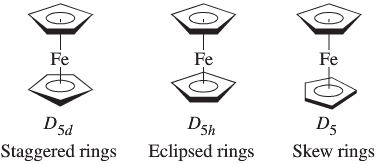 Fe Fe Fe
D5d D5h D5
Staggered rings Eclipsed rings Skew rings